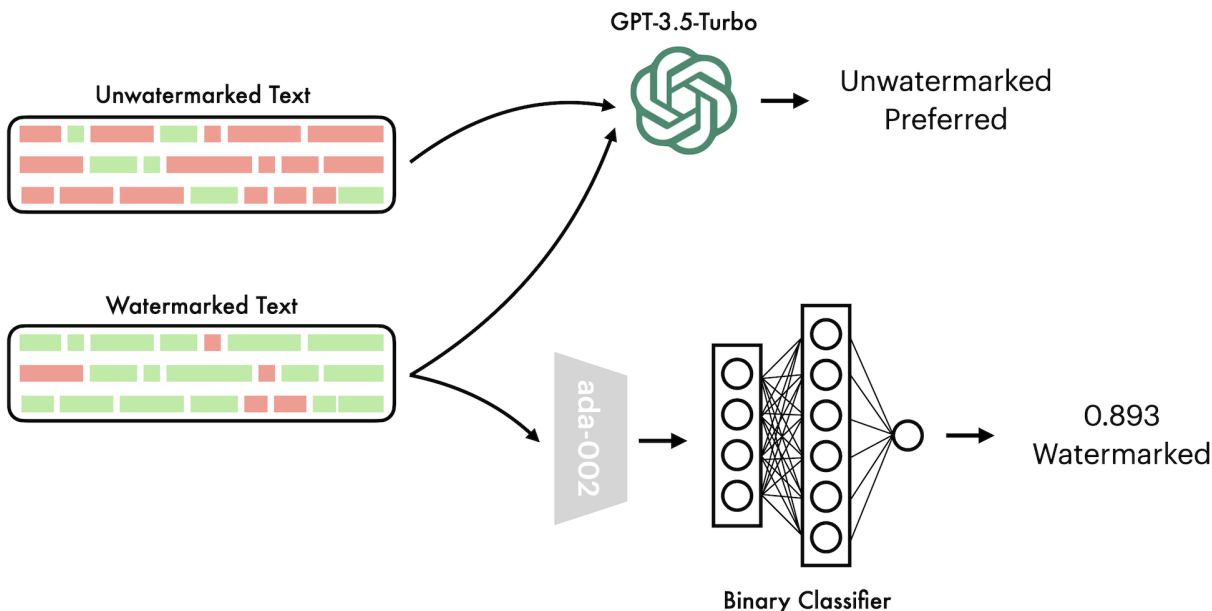 GPT-3.5-Turbo
Unwatermarked
Preferred
Unwatermarked Text
Watermarked Text
ada-002
0.893
Watermarked
Binary Classifier